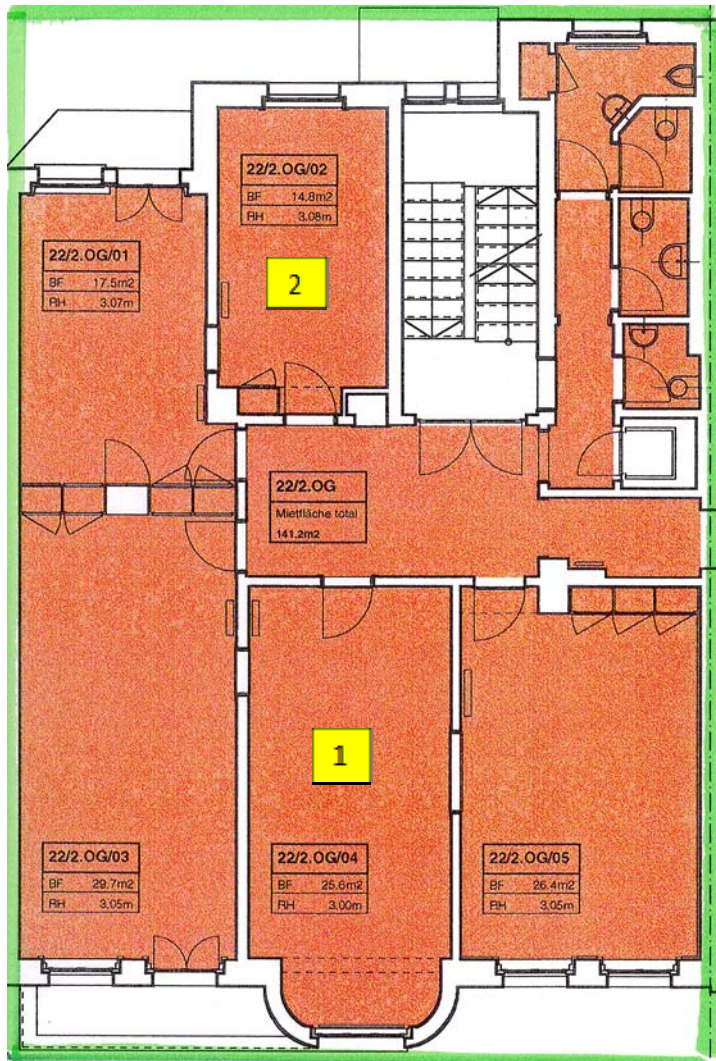 22/2.OG/02
BF 14.8m2
RH 3.08m
2
22/2.OG/01
BF 17.5m2
RH 3.07m
22/2.OG
Mietfläche total
141.2m2
1
22/2.OG/03
BF 29.7m2
RH 3.05m
22/2.OG/04
BF 25.6m2
RH 3.00m
22/2.OG/05
BF 26.4m2
RH 3.05m